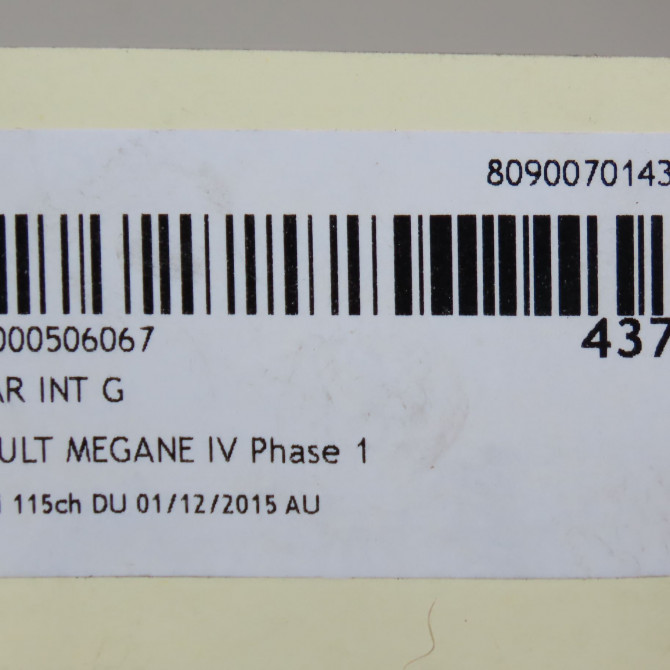 8090070143
000506067
437
AR INT G
ULT MEGANE IV Phase 1
115ch DU 01/12/2015 AU